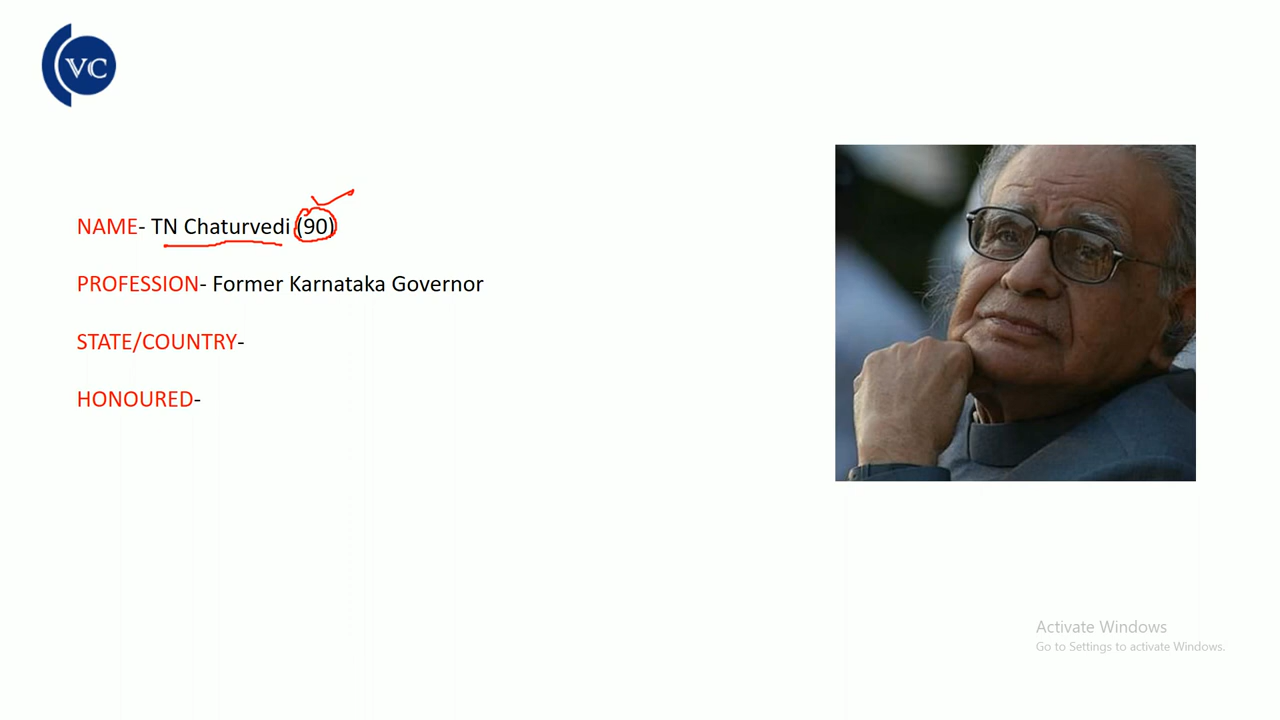 VC
NAME- TN Chaturvedi (90)
PROFESSION- Former Karnataka Governor
STATE/COUNTRY-
HONOURED-
Activate Windows
Go to Settings to activate Windows.